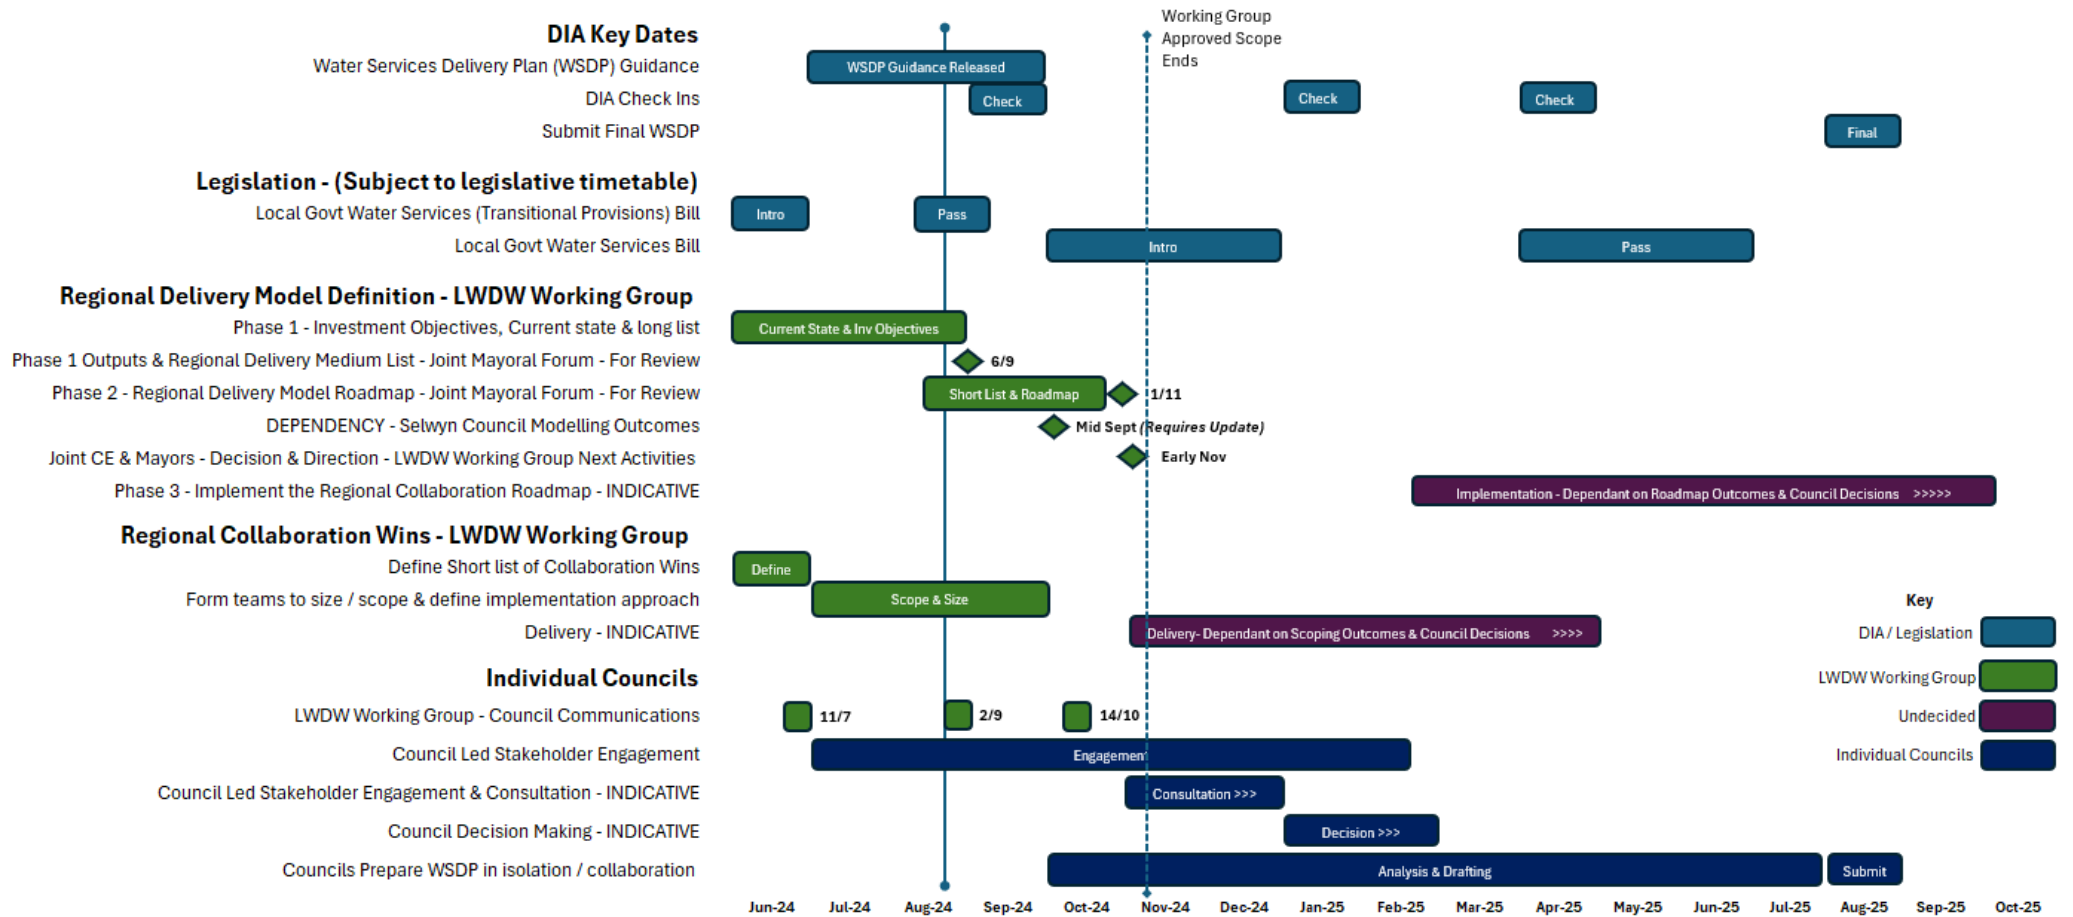 Working Group
Approved Scope
Ends
DIA Key Dates
Water Services Delivery Plan (WSDP) Guidance
WSDP Guidance Released
DIA Check Ins
Check
Check
Check
Submit Final WSDP
Final
Legislation - (Subject to legislative timetable)
Local Govt Water Services (Transitional Provisions) Bill
Intro
Pass
Local Govt Water Services Bill
Intro
Pass
Regional Delivery Model Definition - LWDW Working Group
Phase 1 - Investment Objectives, Current state & long list
Current State & Inv Objectives
Phase 1 Outputs & Regional Delivery Medium List - Joint Mayoral Forum - For Review
6/9
Phase 2 - Regional Delivery Model Roadmap - Joint Mayoral Forum - For Review
Short List & Roadmap
1/11
DEPENDENCY - Selwyn Council Modelling Outcomes
Mid Sept (Requires Update)
Joint CE & Mayors - Decision & Direction - LWDW Working Group Next Activities
Early Nov
Phase 3 - Implement the Regional Collaboration Roadmap - INDICATIVE
Implementation - Dependant on Roadmap Outcomes & Council Decisions >>>>>
Regional Collaboration Wins - LWDW Working Group
Define Short list of Collaboration Wins
Define
Form teams to size / scope & define implementation approach
Scope & Size
Delivery - INDICATIVE
Delivery- Dependant on Scoping Outcomes & Council Decisions >>>>
Individual Councils
LWDW Working Group - Council Communications
11/7
2/9
14/10
Council Led Stakeholder Engagement
Engagement
Council Led Stakeholder Engagement & Consultation - INDICATIVE
Consultation >>>
Council Decision Making - INDICATIVE
Decision >>>
Councils Prepare WSDP in isolation / collaboration
Analysis & Drafting
Submit
Key
DIA / Legislation
LWDW Working Group
Undecided
Individual Councils
Jun-24 Jul-24 Aug-24 Sep-24 Oct-24 Nov-24 Dec-24 Jan-25 Feb-25 Mar-25 Apr-25 May-25 Jun-25 Jul-25 Aug-25 Sep-25 Oct-25